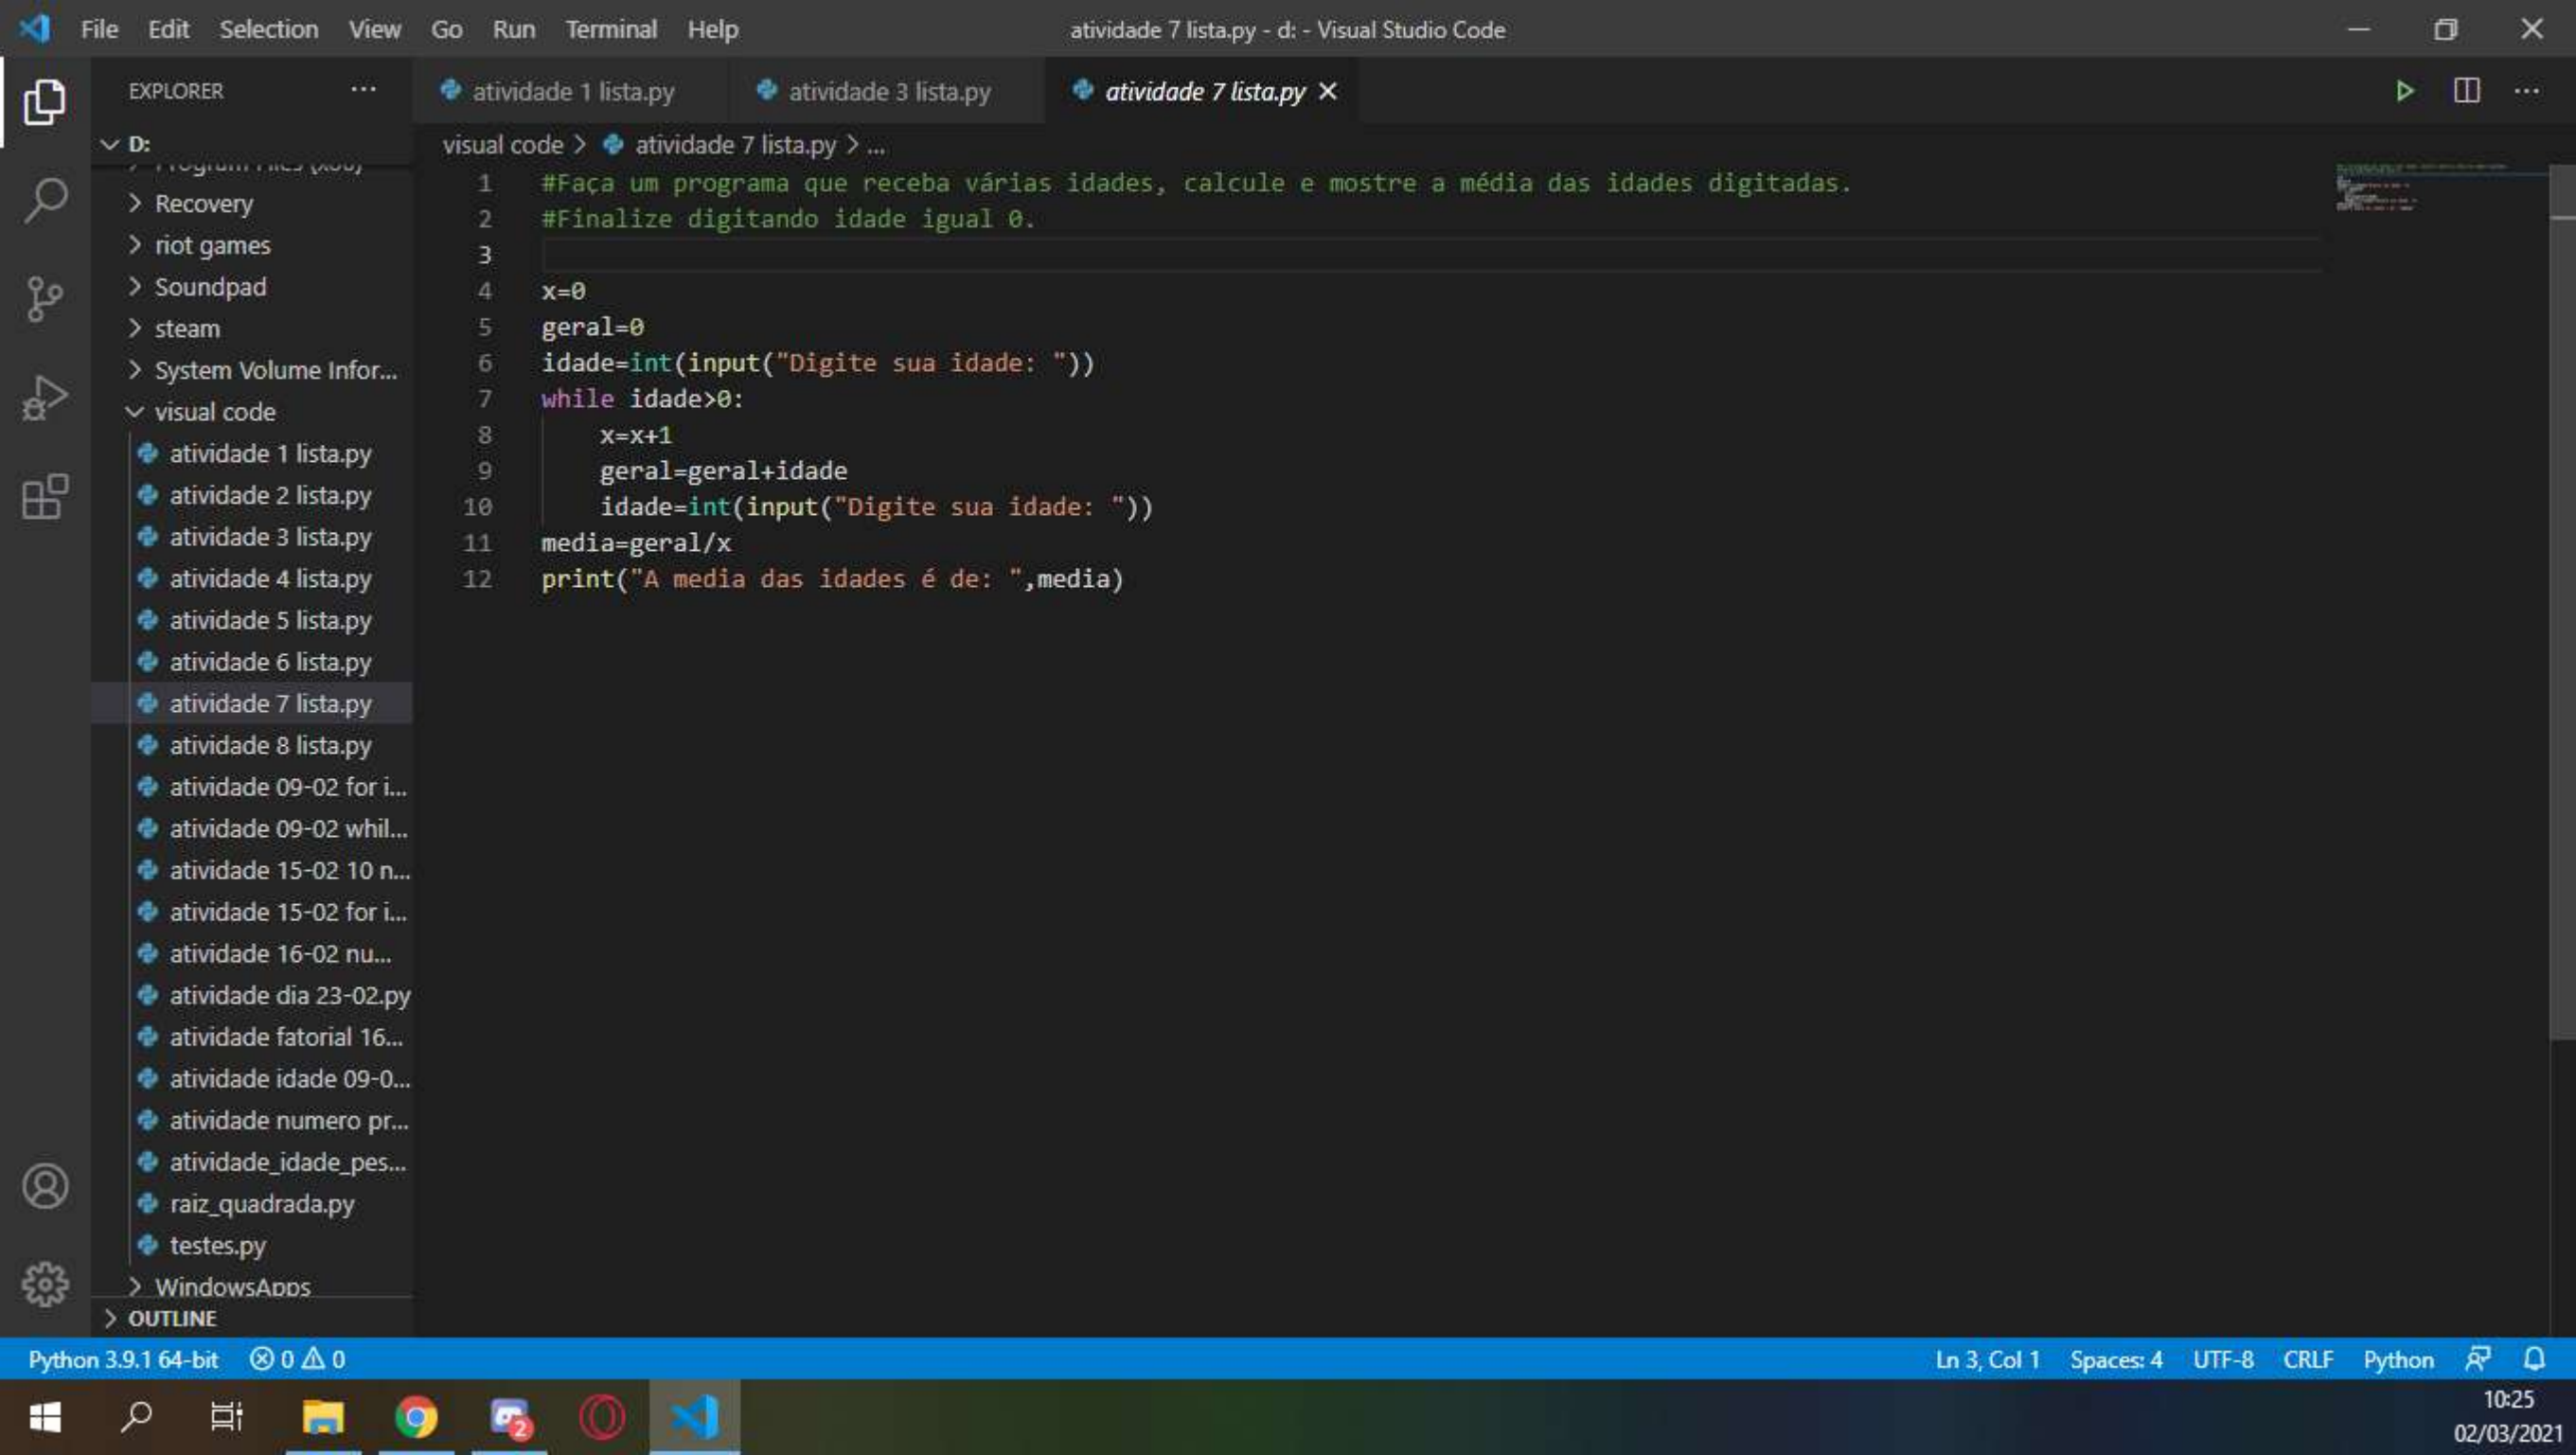 File Edit Selection View Go Run Terminal Help
atividade 7 lista.py - d: - Visual Studio Code
EXPLORER
D:
Program Files (x86)
Recovery
riot games
Soundpad
steam
System Volume Infor...
visual code
atividade 1 lista.py
atividade 2 lista.py
atividade 3 lista.py
atividade 4 lista.py
atividade 5 lista.py
atividade 6 lista.py
atividade 7 lista.py
atividade 8 lista.py
atividade 09-02 for i...
atividade 09-02 whil...
atividade 15-02 10 n...
atividade 15-02 for i...
atividade 16-02 nu...
atividade dia 23-02.py
atividade fatorial 16...
atividade idade 09-0...
atividade numero pr...
atividade_idade_pes...
raiz_quadrada.py
testes.py
WindowsApps
OUTLINE
atividade 1 lista.py atividade 3 lista.py atividade 7 lista.py
visual code > atividade 7 lista.py > ...
1 #Faça um programa que receba várias idades, calcule e mostre a média das idades digitadas.
2 #Finalize digitando idade igual 0.
3
4 x=0
5 geral=0
6 idade=int(input("Digite sua idade: "))
7 while idade>0:
8     x=x+1
9     geral=geral+idade
10     idade=int(input("Digite sua idade: "))
11 media=geral/x
12 print("A media das idades é de: ",media)
Python 3.9.1 64-bit 0 0 Ln 3, Col 1 Spaces: 4 UTF-8 CRLF Python
2
10:25
02/03/2021